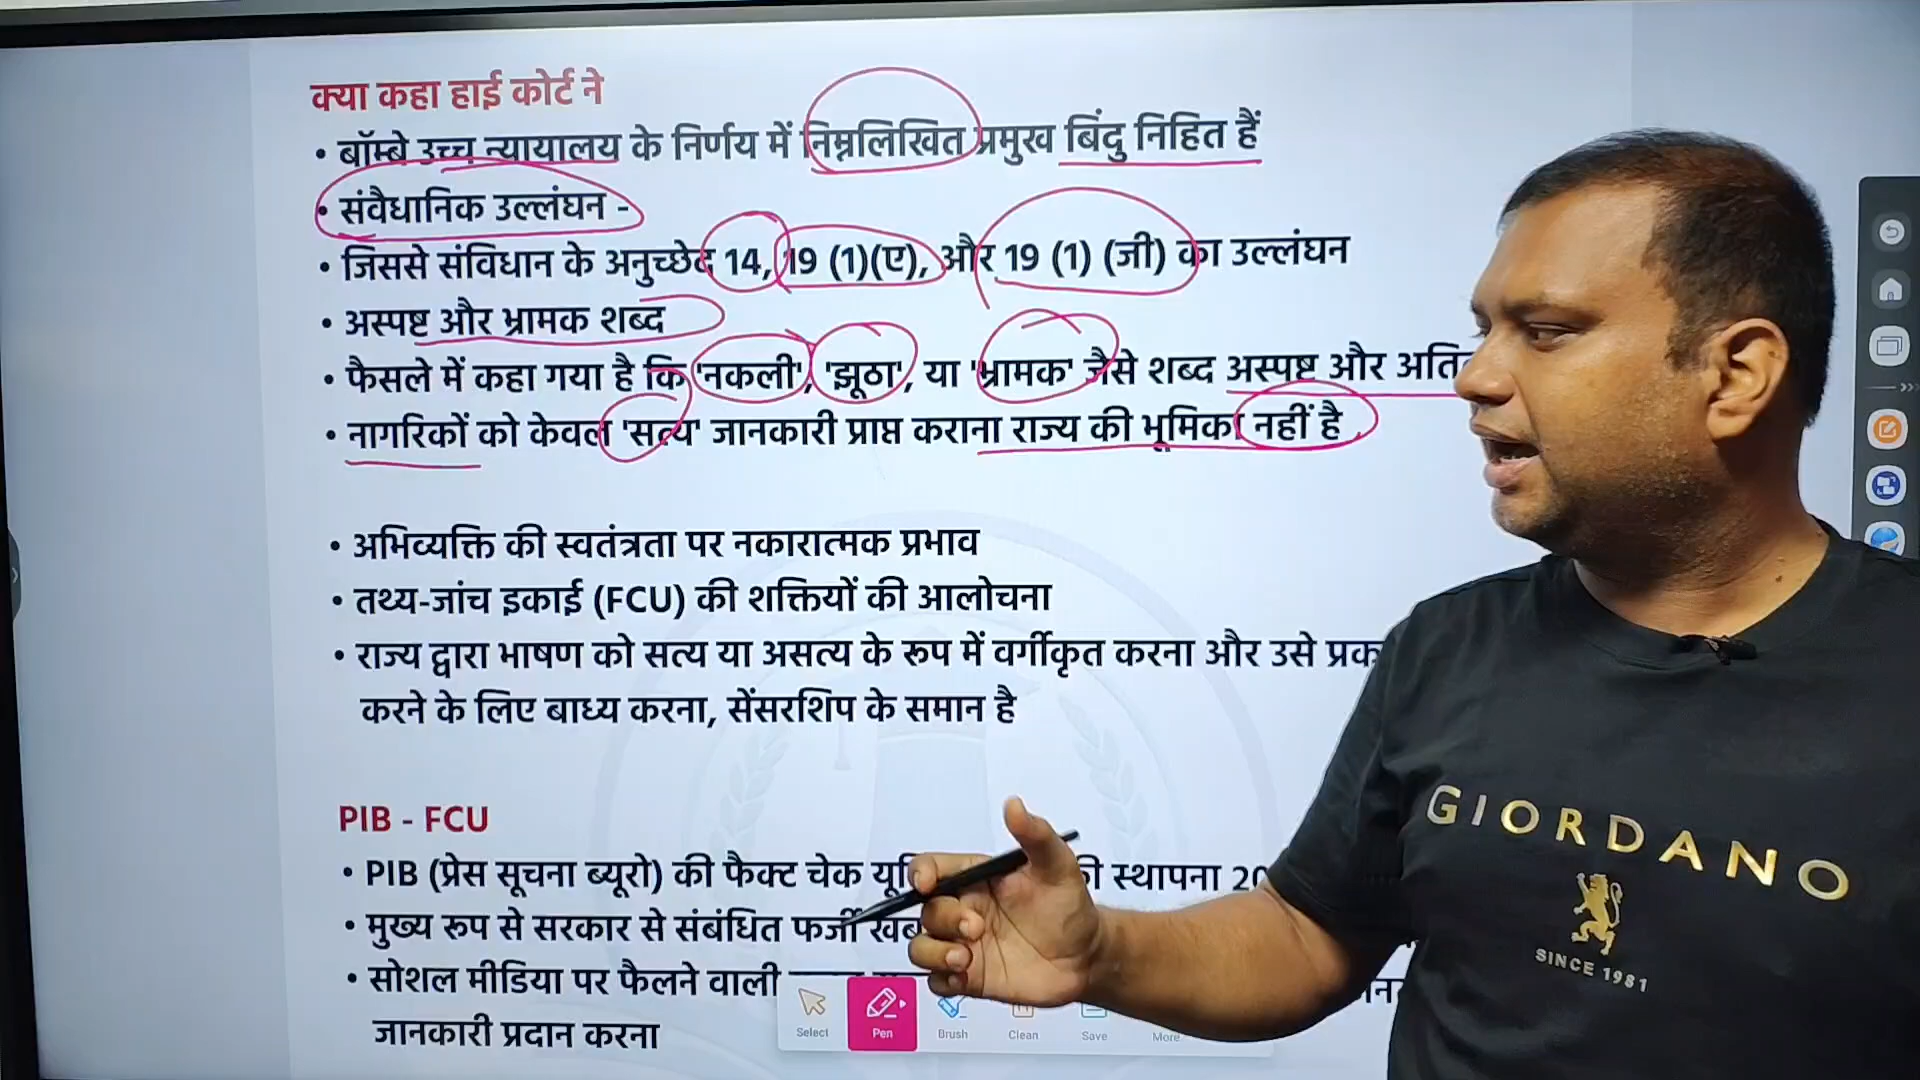 क्या कहा हाई कोर्ट ने
• बॉम्बे उच्च न्यायालय के निर्णय में निम्नलिखित प्रमुख बिंदु निहित हैं
• संवैधानिक उल्लंघन -
• जिससे संविधान के अनुच्छेद 14, 19 (1)(ए), और 19 (1) (जी) का उल्लंघन
• अस्पष्ट और भ्रामक शब्द
• फैसले में कहा गया है कि 'नकली', 'झूठा', या 'भ्रामक' जैसे शब्द अस्पष्ट और
• नागरिकों को केवल 'सत्य' जानकारी प्राप्त कराना राज्य की भूमिका नहीं है
• अभिव्यक्ति की स्वतंत्रता पर नकारात्मक प्रभाव
• तथ्य-जांच इकाई (FCU) की शक्तियों की आलोचना
• राज्य द्वारा भाषण को सत्य या असत्य के रूप में वर्गीकृत करना और उसे
करने के लिए बाध्य करना, सेंसरशिप के समान है
PIB - FCU
• PIB (प्रेस सूचना ब्यूरो) की फैक्ट चेक स्थापना
• मुख्य रूप से सरकार से संबंधित फर्जी
• सोशल मीडिया पर फैलने वाली
जानकारी प्रदान करना
Select Pen Brush Clean Save More
GIORDANO
SINCE 1981